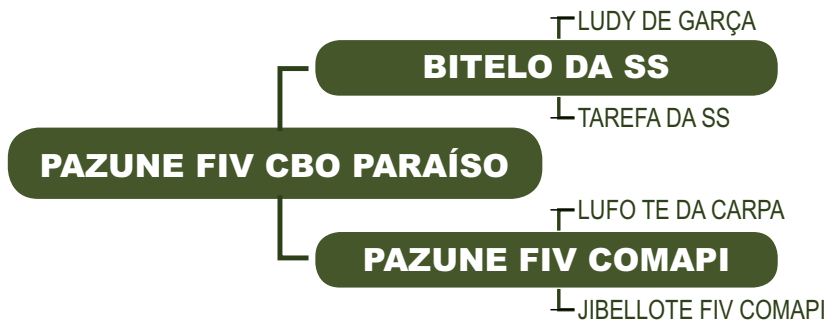 LUDY DE GARÇA
BITELO DA SS
TAREFA DA SS
PAZUNE FIV CBO PARAÍSO
LUFO TE DA CARPA
PAZUNE FIV COMAPI
JIBELLOTE FIV COMAPI